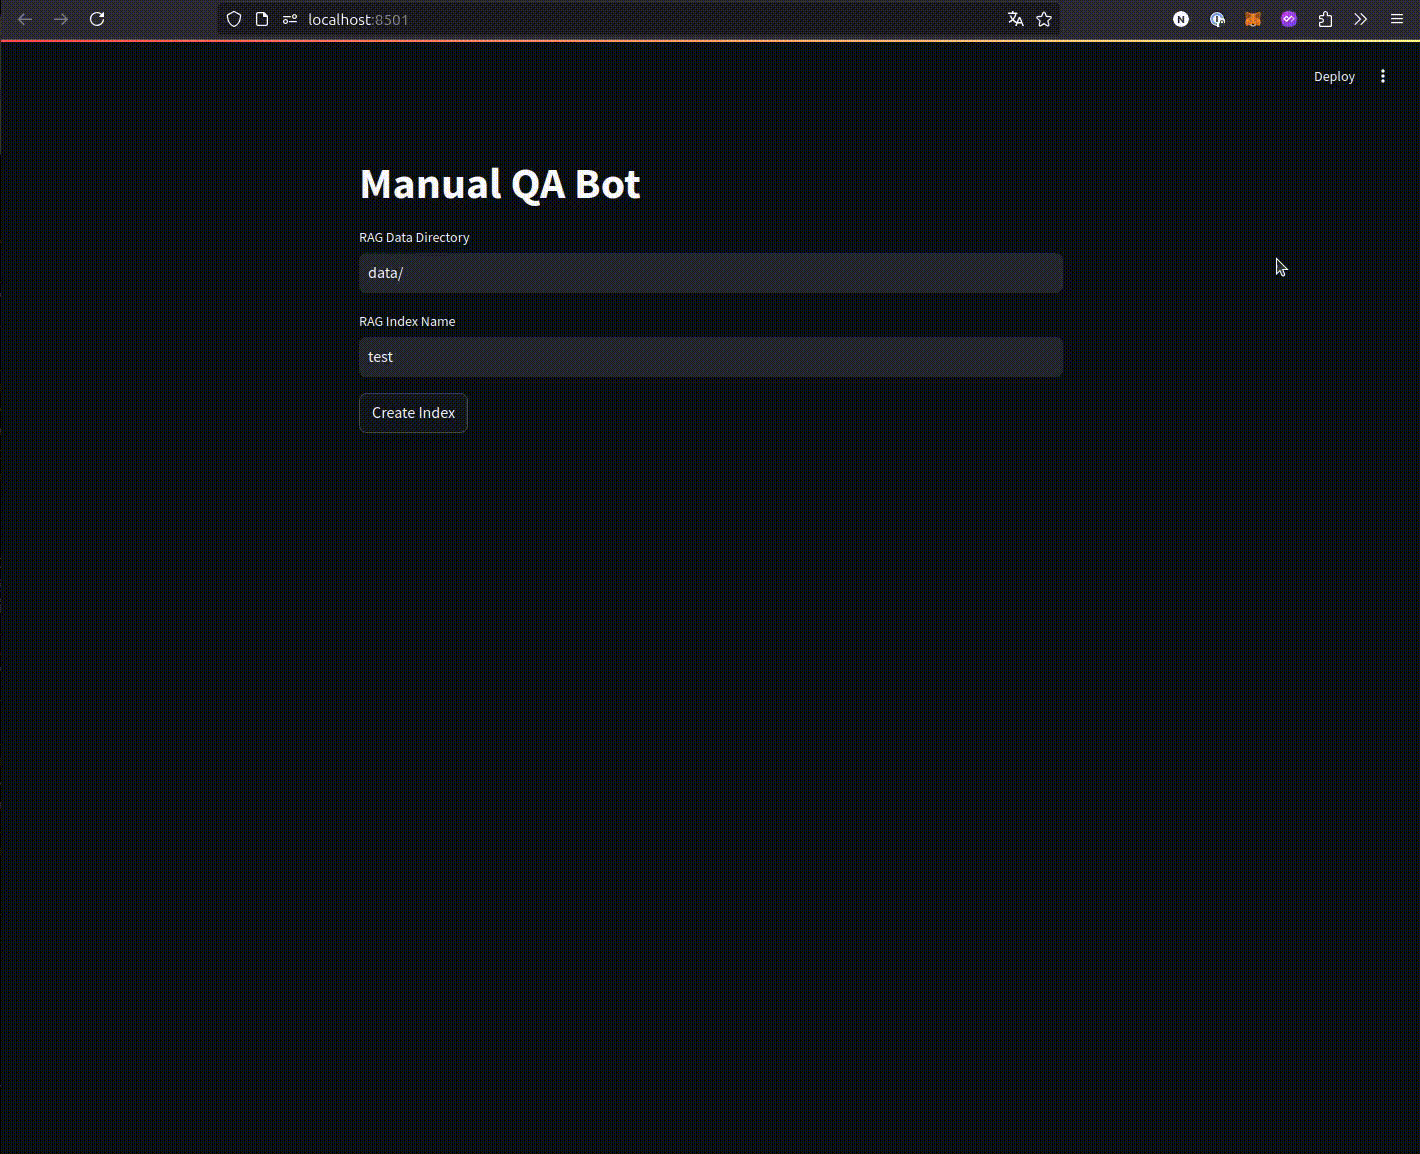 localhost:8501
Deploy
Manual QA Bot
RAG Data Directory
data/
RAG Index Name
test
Create Index